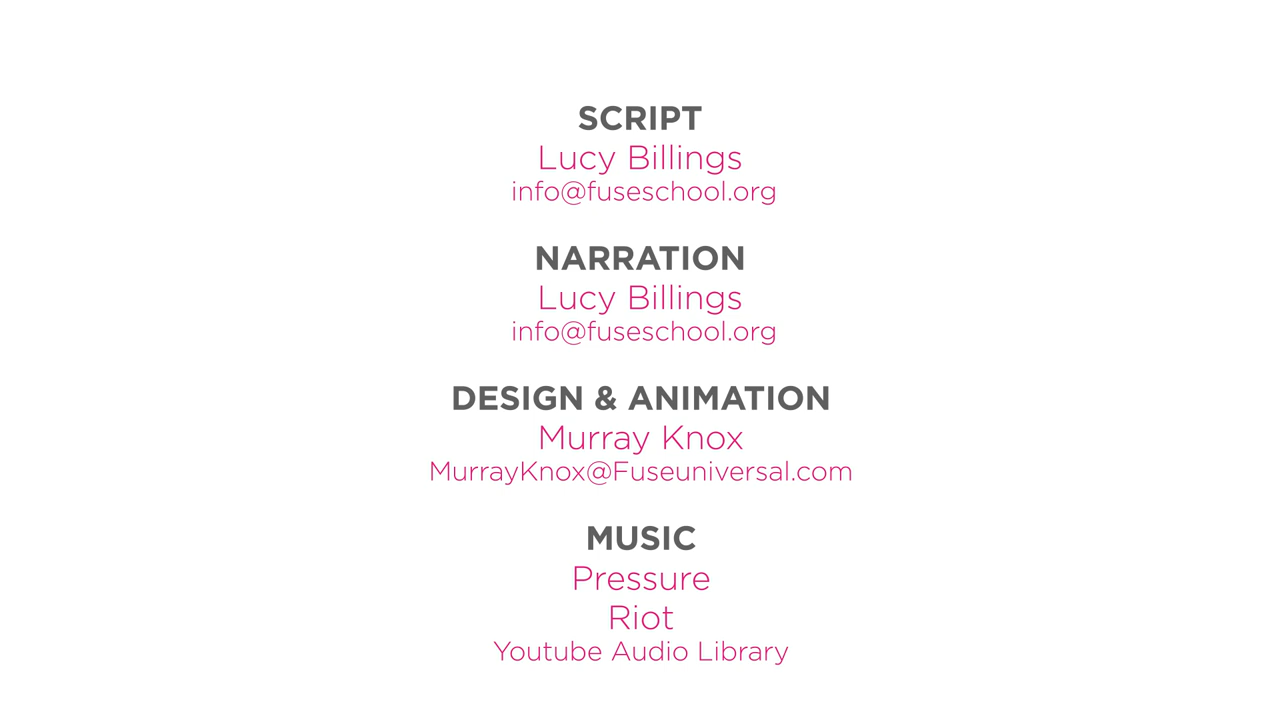 SCRIPT
Lucy Billings
info@fuseschool.org
NARRATION
Lucy Billings
info@fuseschool.org
DESIGN & ANIMATION
Murray Knox
MurrayKnox@Fuseuniversal.com
MUSIC
Pressure
Riot
Youtube Audio Library